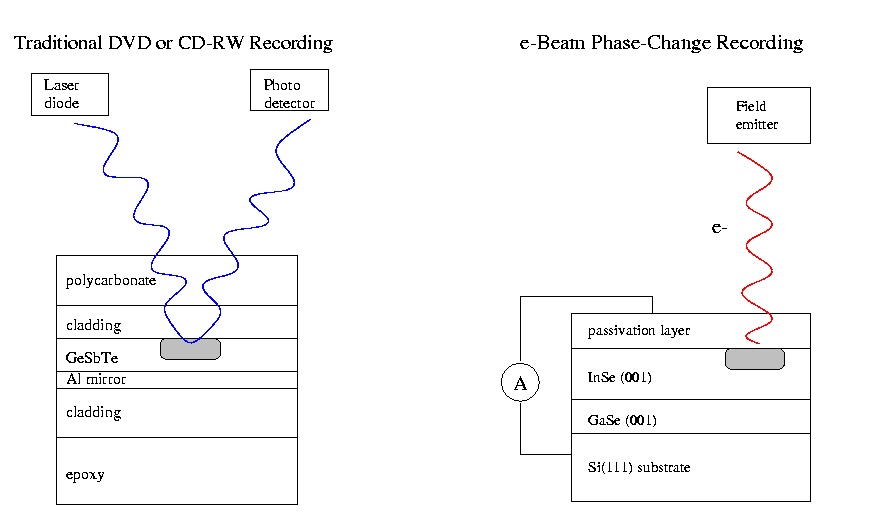 Traditional DVD or CD-RW Recording
Laser
diode
Photo
detector
polycarbonate
cladding
GeSbTe
Al mirror
cladding
epoxy
e-Beam Phase-Change Recording
Field
emitter
e-
passivation layer
A
InSe (001)
GaSe (001)
Si(111) substrate